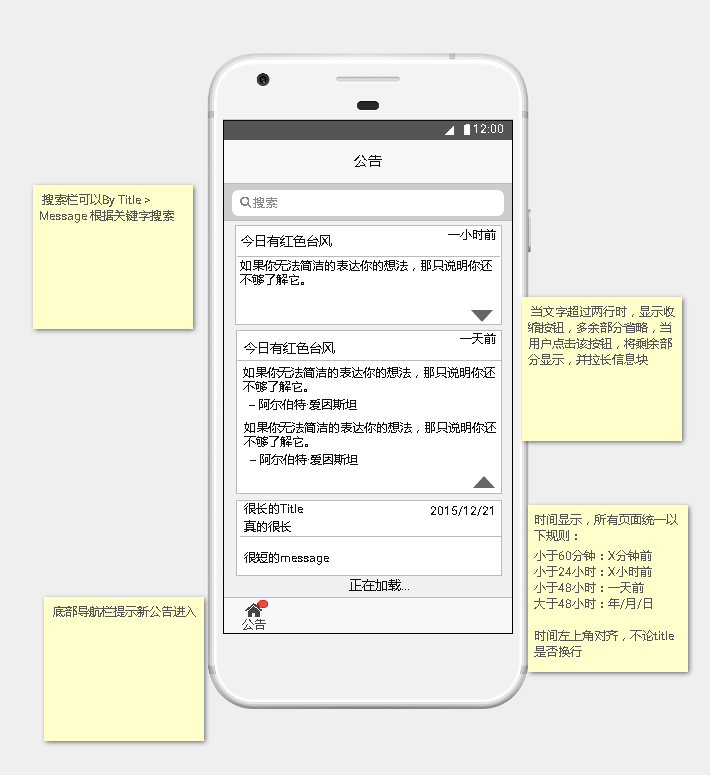 12:00
公告
搜索
今日有红色台风
一小时前
如果你无法简洁的表达你的想法，那只说明你还
不够了解它。
今日有红色台风
一天前
如果你无法简洁的表达你的想法，那只说明你还
不够了解它。
– 阿尔伯特·爱因斯坦
如果你无法简洁的表达你的想法，那只说明你还
不够了解它。
– 阿尔伯特·爱因斯坦
很长的Title
真的很长
2015/12/21
很短的message
正在加载...
公告
搜索栏可以By Title >
Message 根据关键字搜索
底部导航栏提示新公告进入
当文字超过两行时，显示收
缩按钮，多余部分省略，当
用户点击该按钮，将剩余部
分显示，并拉长信息块
时间显示，所有页面统一以
下规则：
小于60分钟：X分钟前
小于24小时：X小时前
小于48小时：一天前
大于48小时：年/月/日
时间左上角对齐，不论title
是否换行